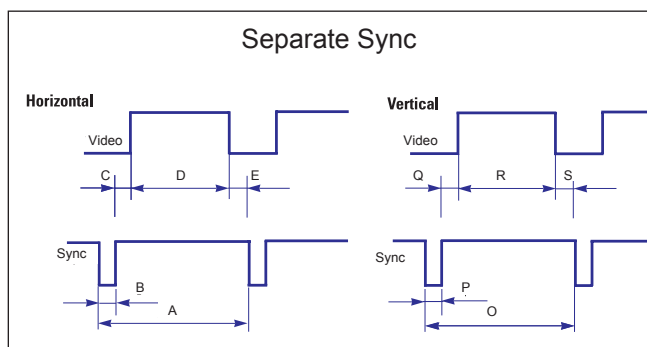 Separate Sync
Horizontal
Vertical
Video
Video
C
D
E
Q
R
S
Sync
Sync
B
P
A
O